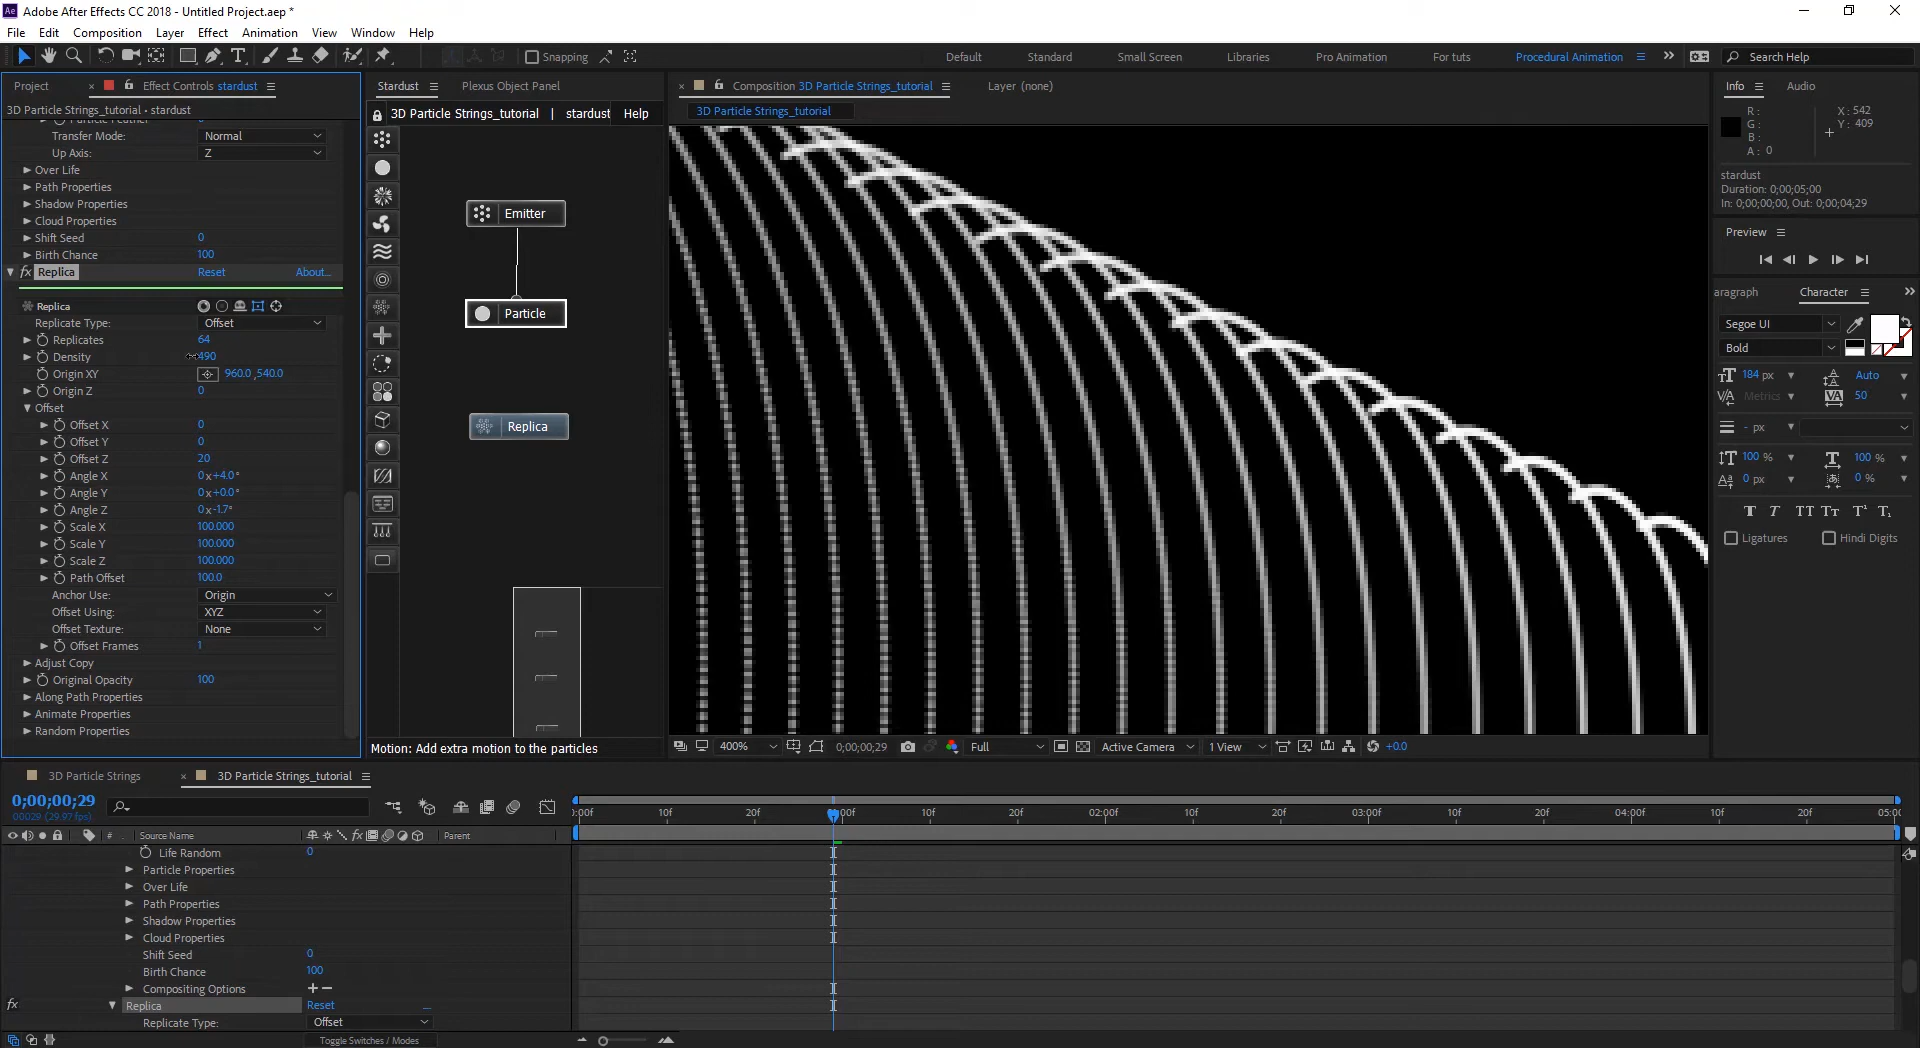 Ae Adobe After Effects CC 2018 - Untitled Project.aep *
File Edit Composition Layer Effect Animation View Window Help
Snapping Default Standard Small Screen Libraries Pro Animation For tuts Procedural Animation Search Help
Project Effect Controls stardust
3D Particle Strings_tutorial • stardust
Particle Feather
Transfer Mode: Normal
Up Axis: Z
Over Life
Path Properties
Shadow Properties
Cloud Properties
Shift Seed 0
Birth Chance 100
fx Replica Reset About...
Replica
Replicate Type: Offset
Replicates 64
Density 490
Origin XY 960.0 ,540.0
Origin Z 0
Offset
Offset X 0
Offset Y 0
Offset Z 20
Angle X 0 x +4.0°
Angle Y 0 x +0.0°
Angle Z 0 x -1.7°
Scale X 100.000
Scale Y 100.000
Scale Z 100.000
Path Offset 100.0
Anchor Use: Origin
Offset Using: XYZ
Offset Texture: None
Offset Frames 1
Adjust Copy
Original Opacity 100
Along Path Properties
Animate Properties
Random Properties
Stardust Plexus Object Panel
3D Particle Strings_tutorial | stardust Help
Emitter
Particle
Replica
Motion: Add extra motion to the particles
Composition 3D Particle Strings_tutorial Layer (none)
3D Particle Strings_tutorial
400% 0;00;00;29 Full Active Camera 1 View +0.0
Info Audio
R : X : 542
G : Y : 409
B :
A : 0
stardust
Duration: 0;00;05;00
In: 0;00;00;00, Out: 0;00;04;29
Preview
aragraph Character
Segoe UI
Bold
184 px Auto
Metrics 50
- px
100 % 100 %
0 px 0 %
T T TT Tt T¹ T₁
Ligatures Hindi Digits
3D Particle Strings 3D Particle Strings_tutorial
0;00;00;29
00029 (29.97 fps)
:00f 10f 20f 00f 10f 20f 02:00f 10f 20f 03:00f 10f 20f 04:00f 10f 20f 05:00
# Source Name fx Parent
Life Random 0
Particle Properties
Over Life
Path Properties
Shadow Properties
Cloud Properties
Shift Seed 0
Birth Chance 100
Compositing Options + −
fx Replica Reset ...
Replicate Type: Offset
Toggle Switches / Modes